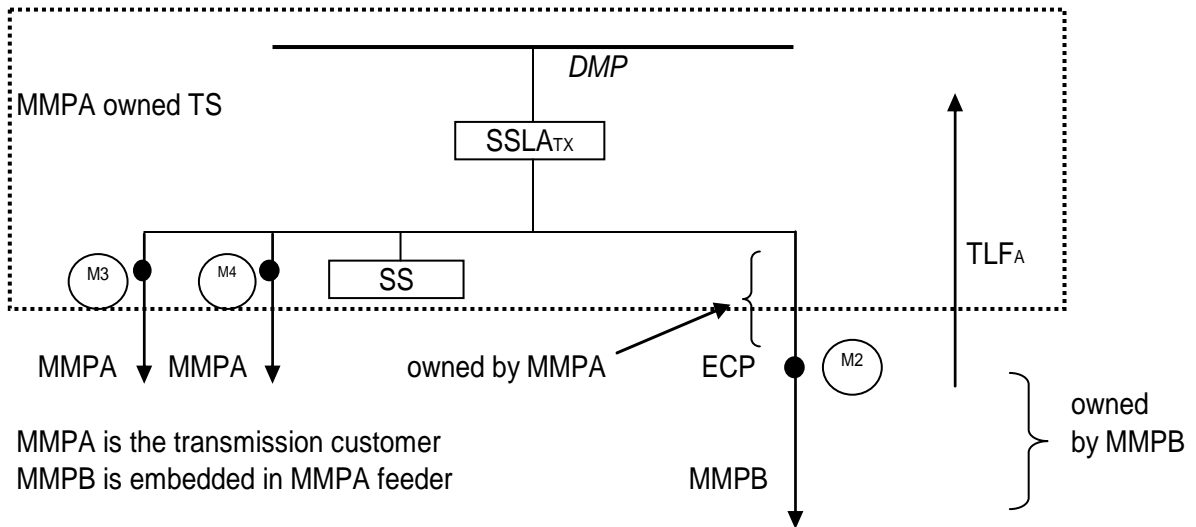 DMP
MMPA owned TS
SSLATX
TLFA
M3
M4
SS
MMPA
MMPA
owned by MMPA
ECP
M2
owned
by MMPB
MMPA is the transmission customer
MMPB is embedded in MMPA feeder
MMPB